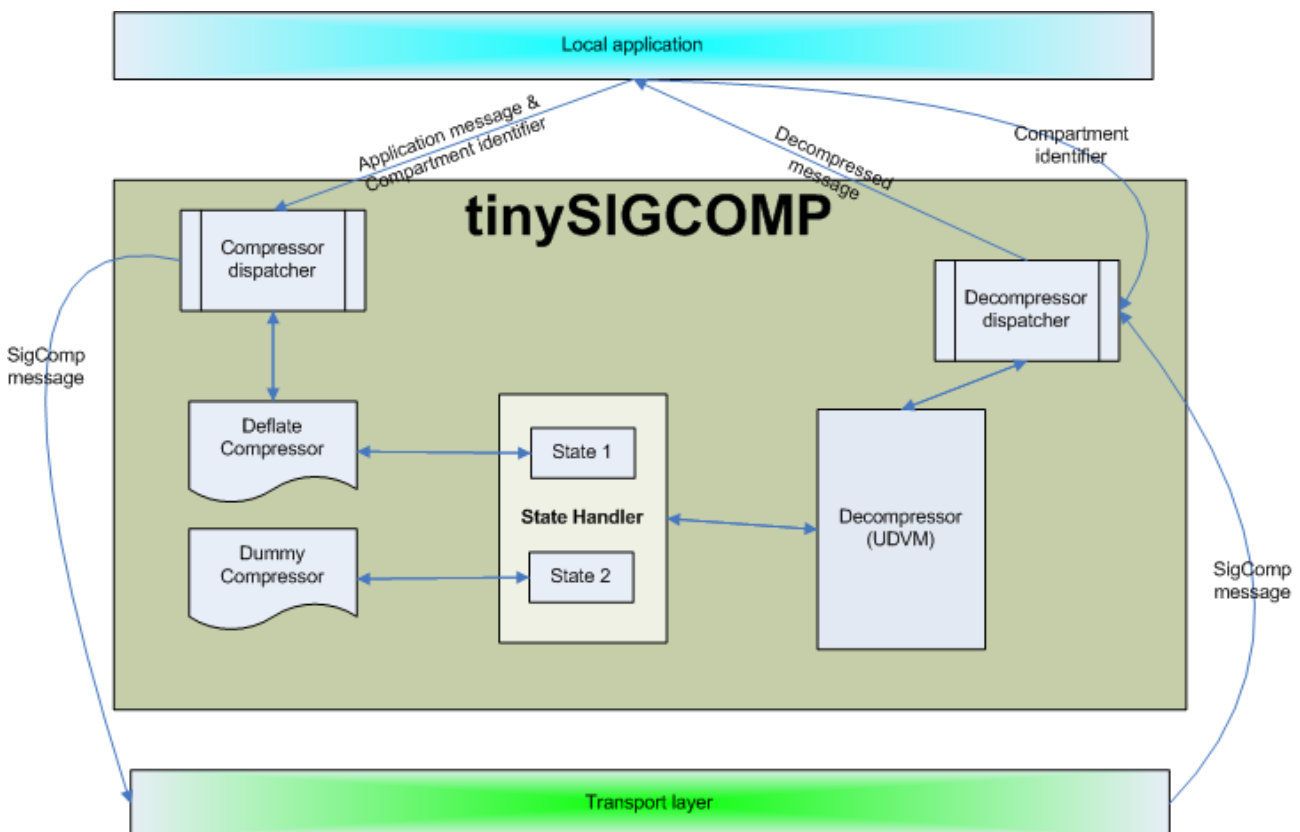 Local application
Application message &
Compartment identifier
Decompressed
message
Compartment
identifier
tinySIGCOMP
Compressor
dispatcher
Decompressor
dispatcher
SigComp
message
Deflate
Compressor
State 1
State Handler
Decompressor
(UDVM)
Dummy
Compressor
State 2
SigComp
message
Transport layer